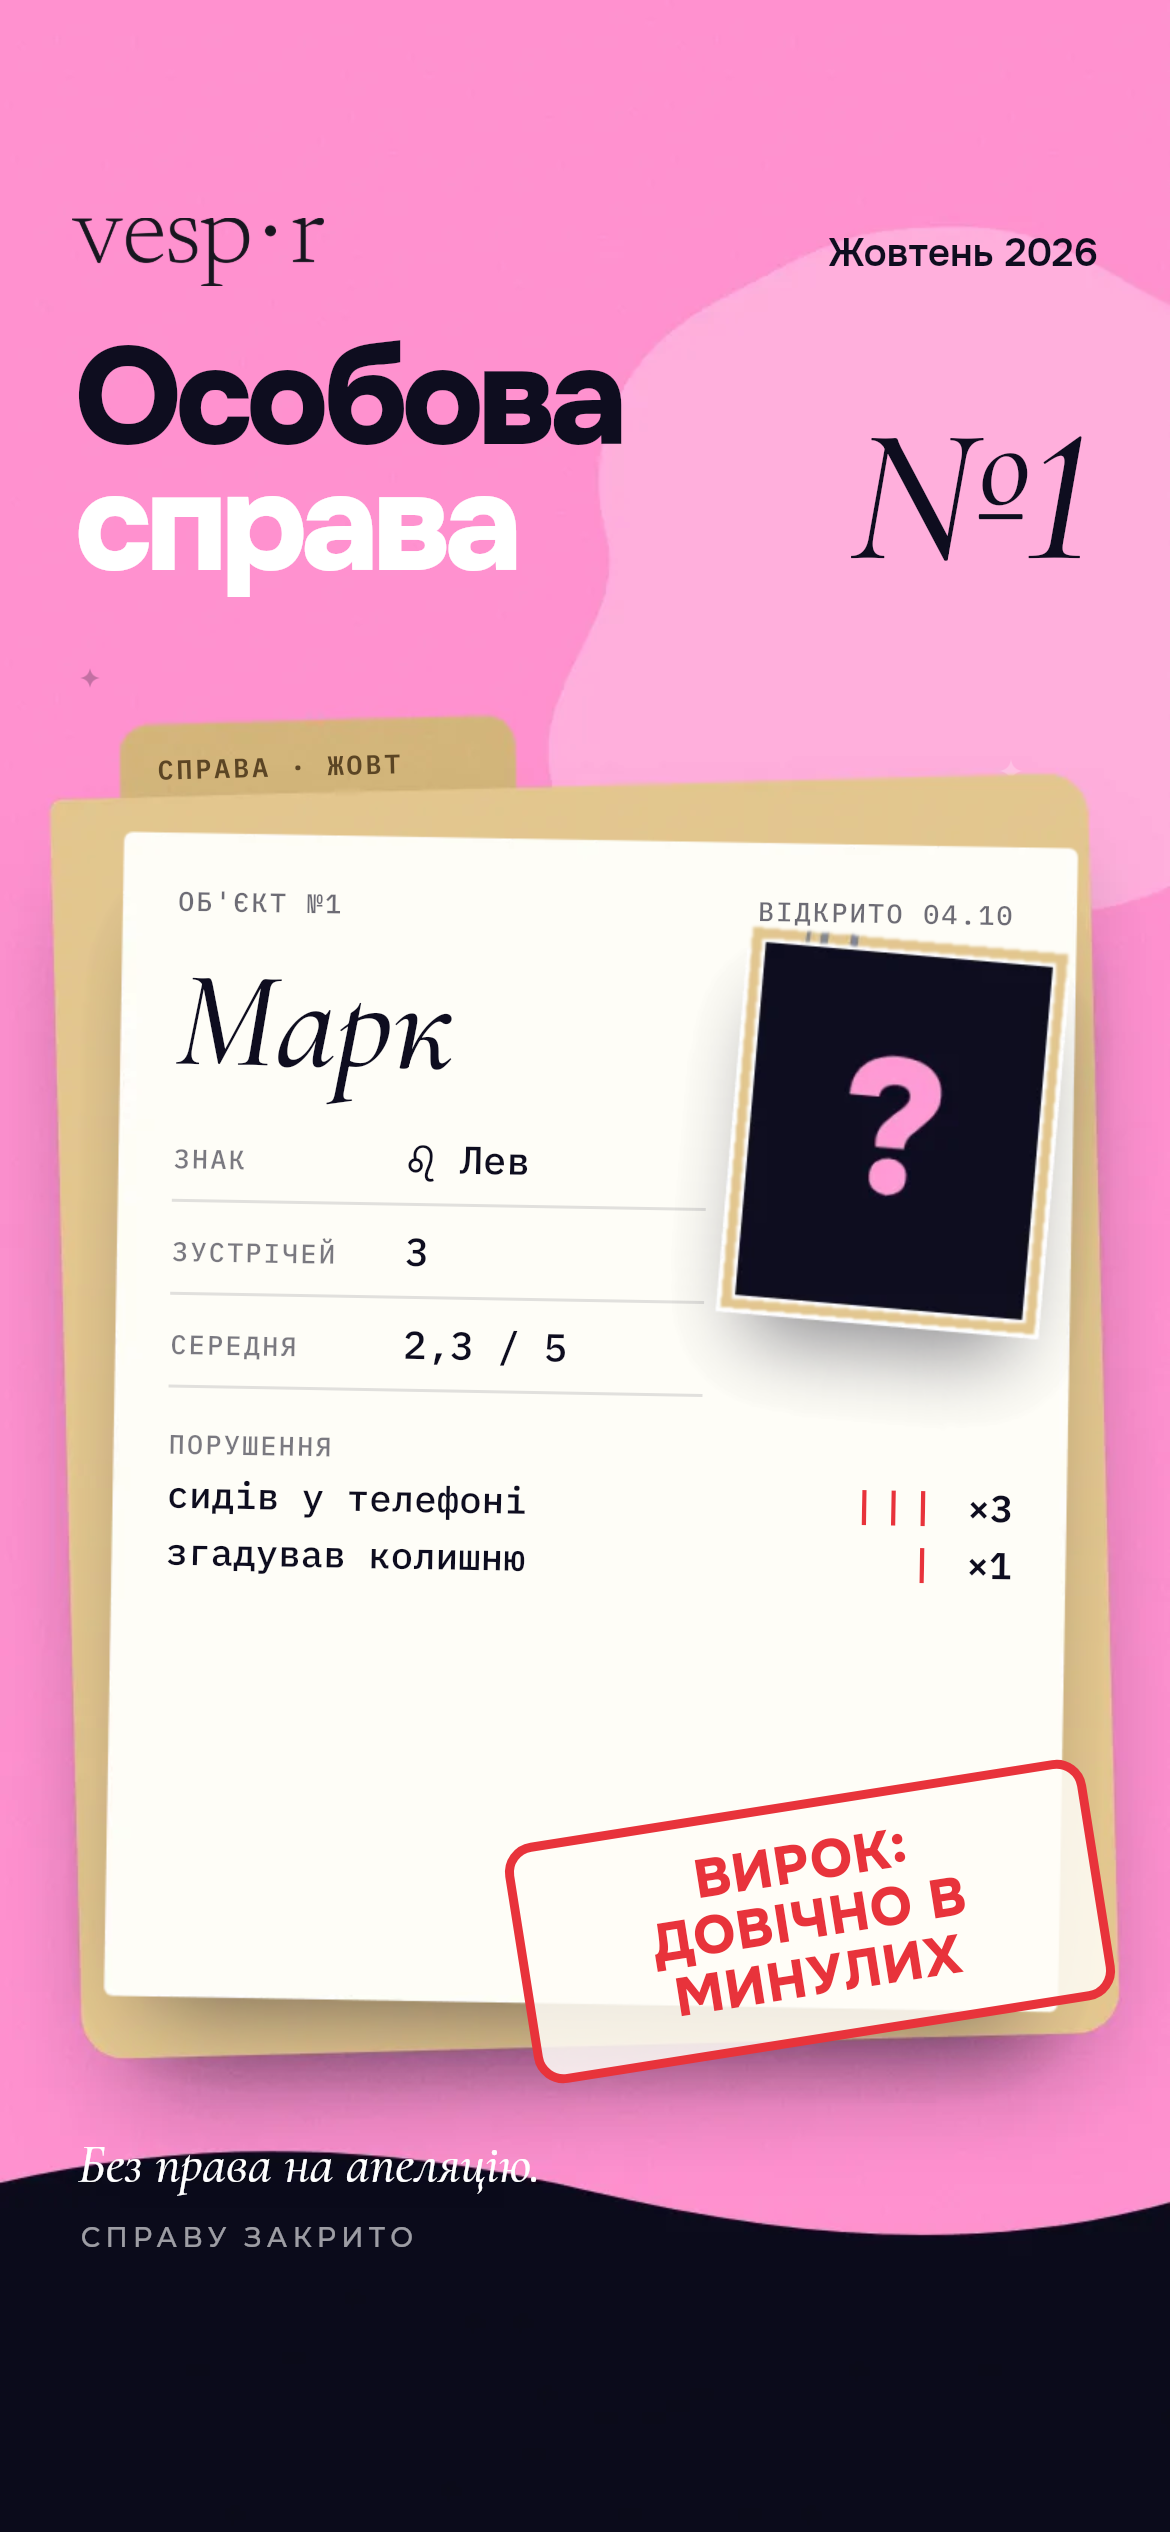 vesp·r
Жовтень 2026
Особова
справа
№1
СПРАВА · ЖОВТ
ОБ'ЄКТ №1
ВІДКРИТО 04.10
Марк
?
ЗНАК ♌ Лев
ЗУСТРІЧЕЙ 3
СЕРЕДНЯ 2,3 / 5
ПОРУШЕННЯ
сидів у телефоні ||| ×3
згадував колишню | ×1
ВИРОК:
ДОВІЧНО В
МИНУЛИХ
Без права на апеляцію.
СПРАВУ ЗАКРИТО